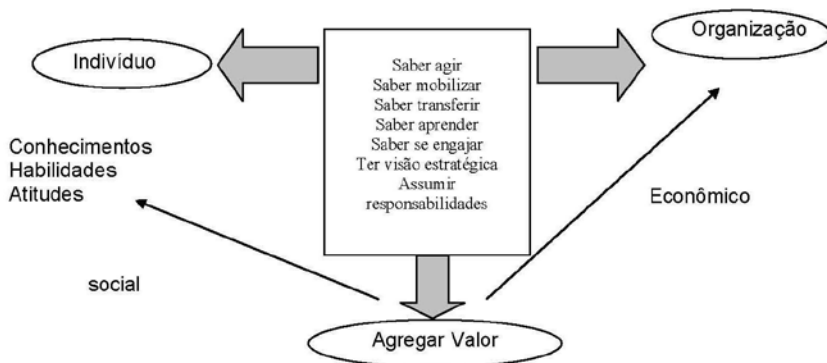 Indivíduo
Organização
Saber agir
Saber mobilizar
Saber transferir
Saber aprender
Saber se engajar
Ter visão estratégica
Assumir
responsabilidades
Conhecimentos
Habilidades
Atitudes
Econômico
social
Agregar Valor